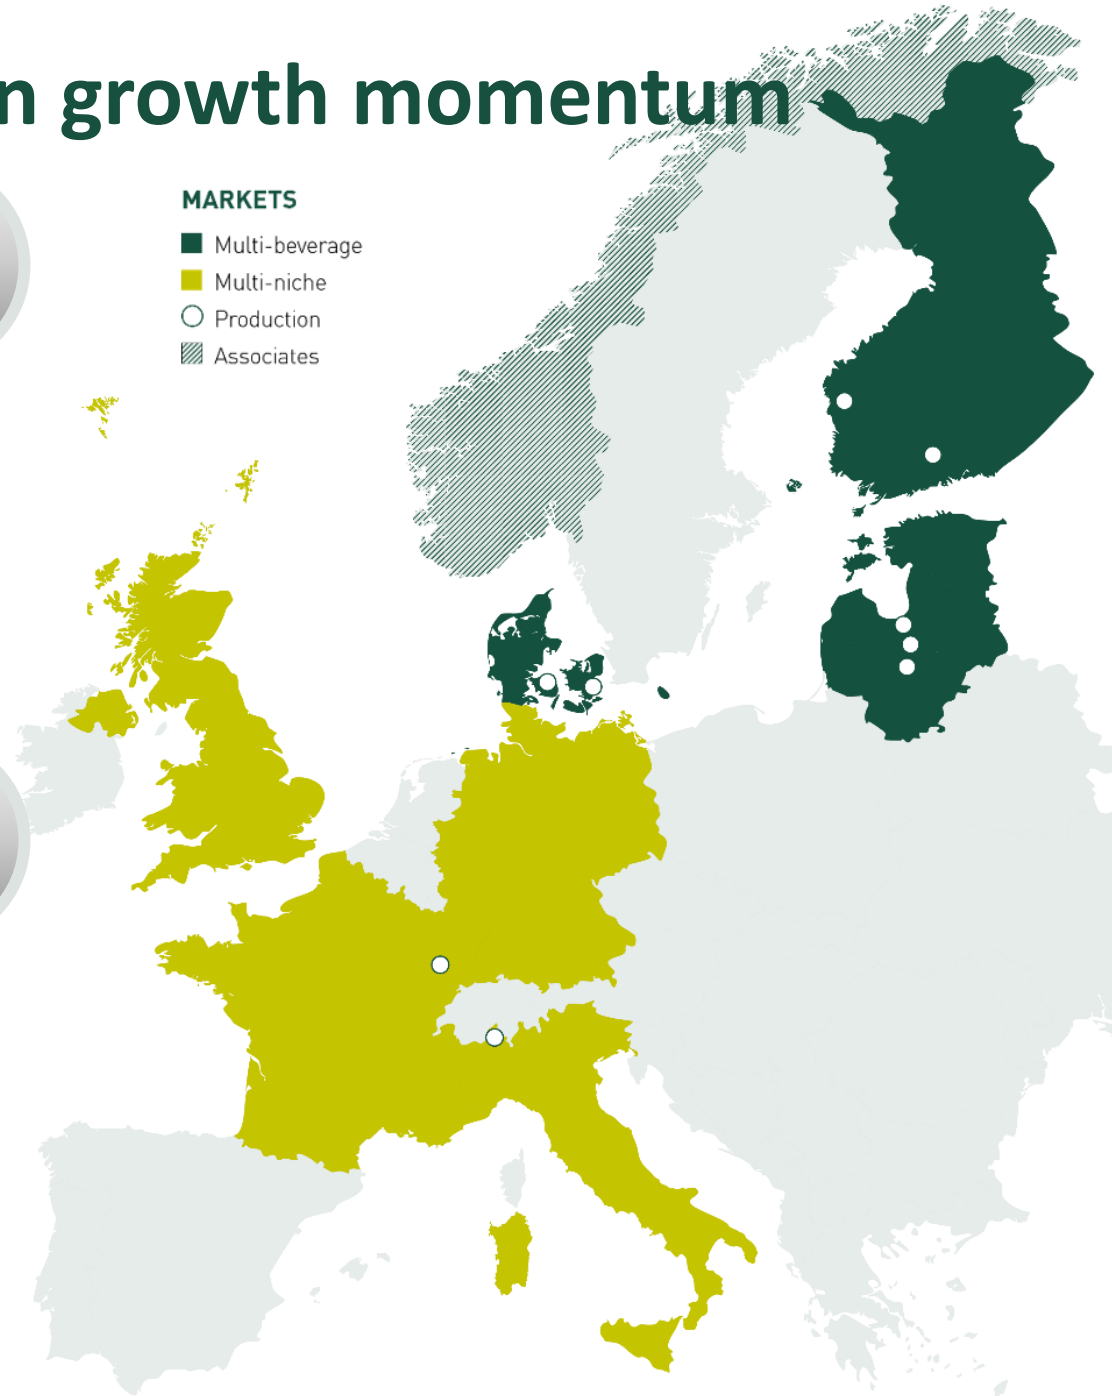 n growth momentum
MARKETS
Multi-beverage
Multi-niche
Production
Associates